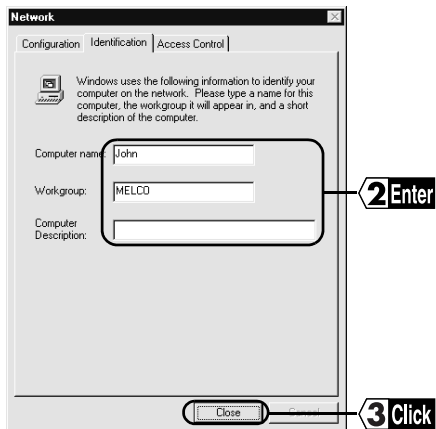 Network
Configuration Identification Access Control
Windows uses the following information to identify your
computer on the network. Please type a name for this
computer, the workgroup it will appear in, and a short
description of the computer.
Computer name: John
Workgroup: MELCO
2 Enter
Computer
Description:
Close Cancel
3 Click